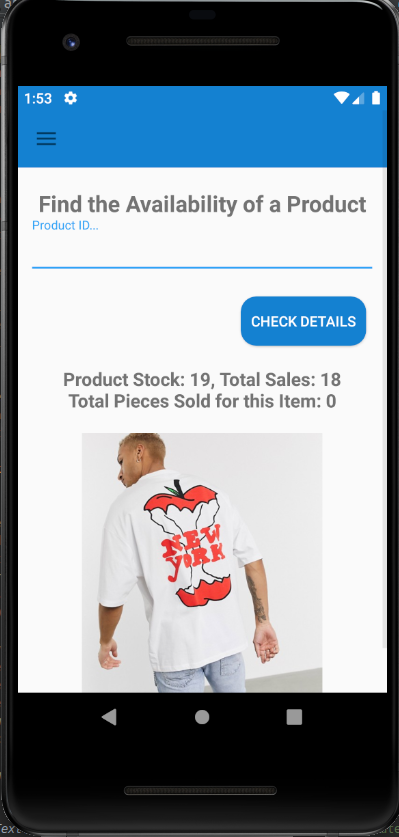 1:53
Find the Availability of a Product
Product ID...
CHECK DETAILS
Product Stock: 19, Total Sales: 18
Total Pieces Sold for this Item: 0
NEW
YORK